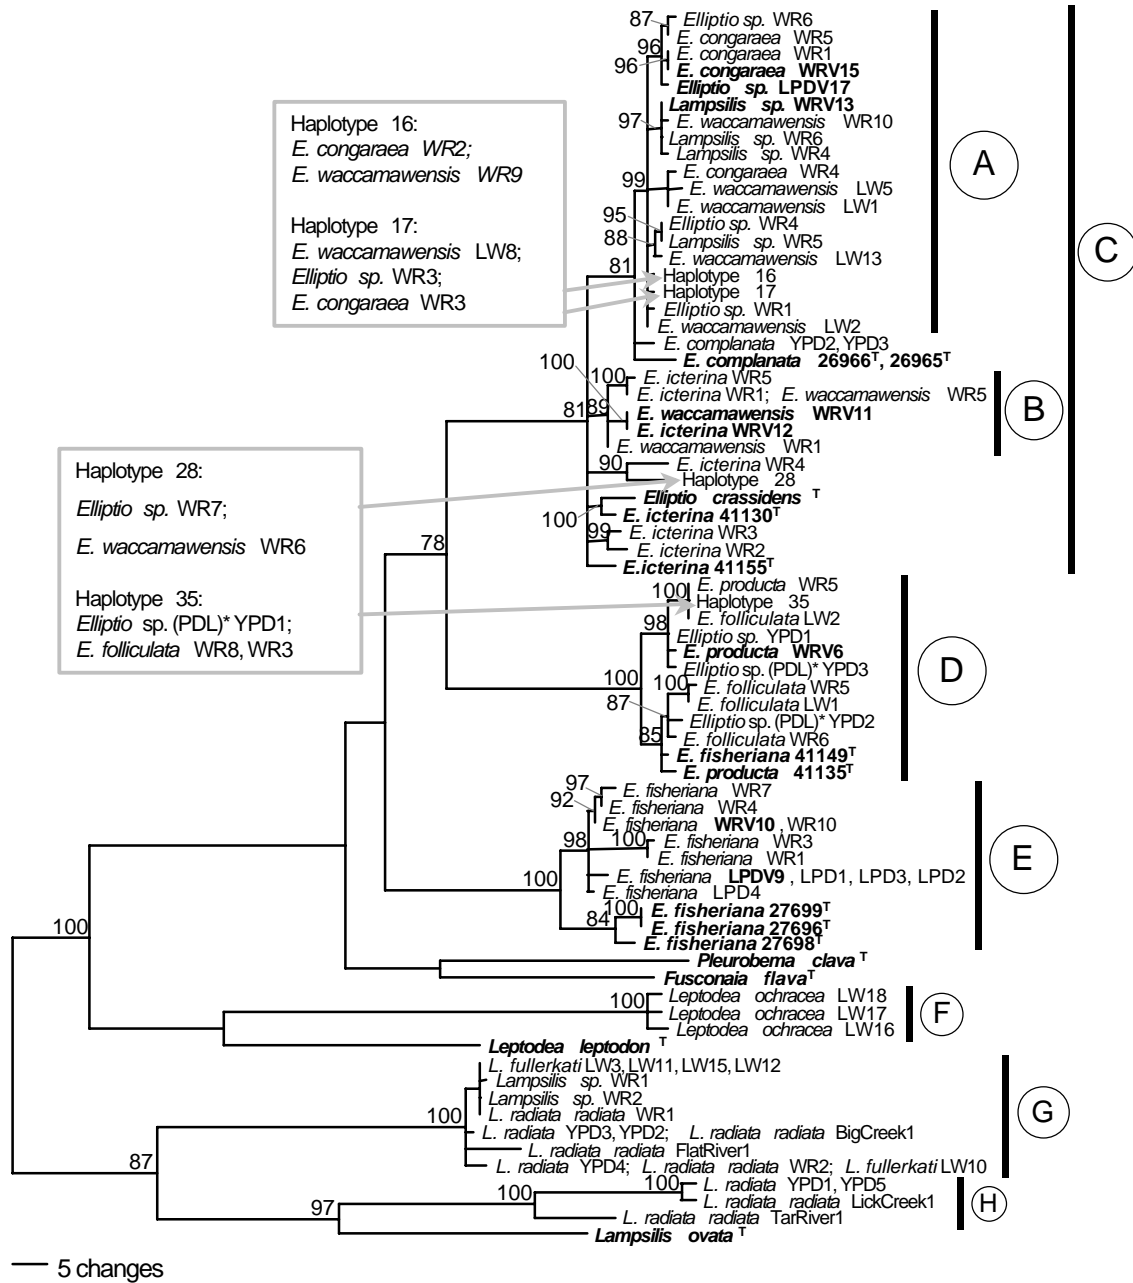 87
Elliptio sp. WR6
E. congaraea WR5
96
E. congaraea WR1
96
E. congaraea WRV15
Elliptio sp. LPDV17
Lampsilis sp. WRV13
97
E. waccamawensis WR10
Lampsilis sp. WR6
Lampsilis sp. WR4
A
99
E. congaraea WR4
E. waccamawensis LW5
E. waccamawensis LW1
95
Elliptio sp. WR4
88
Lampsilis sp. WR5
E. waccamawensis LW13
C
81
Haplotype 16
Haplotype 17
Elliptio sp. WR1
E. waccamawensis LW2
E. complanata YPD2, YPD3
E. complanata 26966T, 26965T
Haplotype 16:
E. congaraea WR2;
E. waccamawensis WR9
Haplotype 17:
E. waccamawensis LW8;
Elliptio sp. WR3;
E. congaraea WR3
100
100
E. icterina WR5
E. icterina WR1; E. waccamawensis WR5
81
89
E. waccamawensis WRV11
E. icterina WRV12
E. waccamawensis WR1
B
90
E. icterina WR4
Haplotype 28
Elliptio crassidens T
100
E. icterina 41130T
99
E. icterina WR3
E. icterina WR2
E.icterina 41155T
78
Haplotype 28:
Elliptio sp. WR7;
E. waccamawensis WR6
Haplotype 35:
Elliptio sp. (PDL)* YPD1;
E. folliculata WR8, WR3
100
E. producta WR5
Haplotype 35
E. folliculata LW2
98
Elliptio sp. YPD1
E. producta WRV6
Elliptio sp. (PDL)* YPD3
100
100
E. folliculata WR5
E. folliculata LW1
87
Elliptio sp. (PDL)* YPD2
85
E. folliculata WR6
E. fisheriana 41149T
E. producta 41135T
D
97
E. fisheriana WR7
92
E. fisheriana WR4
E. fisheriana WRV10 , WR10
98
100
E. fisheriana WR3
E. fisheriana WR1
100
E. fisheriana LPDV9 , LPD1, LPD3, LPD2
E. fisheriana LPD4
84
100
E. fisheriana 27699T
E. fisheriana 27696T
E. fisheriana 27698T
E
100
Pleurobema clava T
Fusconaia flavaT
100
Leptodea ochracea LW18
Leptodea ochracea LW17
Leptodea ochracea LW16
F
Leptodea leptodon T
L. fullerkati LW3, LW11, LW15, LW12
Lampsilis sp. WR1
Lampsilis sp. WR2
100
L. radiata radiata WR1
L. radiata YPD3, YPD2; L. radiata radiata BigCreek1
L. radiata radiata FlatRiver1
L. radiata YPD4; L. radiata radiata WR2; L. fullerkati LW10
G
87
100
L. radiata YPD1, YPD5
100
L. radiata radiata LickCreek1
97
L. radiata radiata TarRiver1
H
Lampsilis ovata T
5 changes